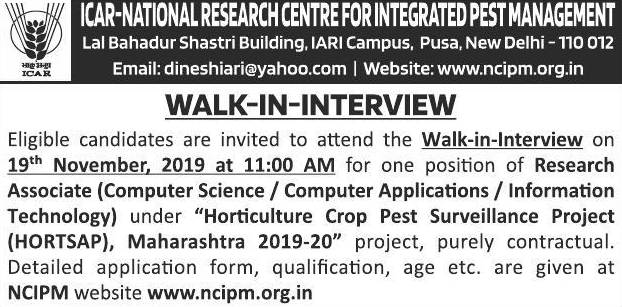 ICAR-NATIONAL RESEARCH CENTRE FOR INTEGRATED PEST MANAGEMENT
Lal Bahadur Shastri Building, IARI Campus, Pusa, New Delhi - 110 012
Email: dineshiari@yahoo.com | Website: www.ncipm.org.in
ICAR
WALK-IN-INTERVIEW
Eligible candidates are invited to attend the Walk-in-Interview on
19th November, 2019 at 11:00 AM for one position of Research
Associate (Computer Science / Computer Applications / Information
Technology) under “Horticulture Crop Pest Surveillance Project
(HORTSAP), Maharashtra 2019-20” project, purely contractual.
Detailed application form, qualification, age etc. are given at
NCIPM website www.ncipm.org.in